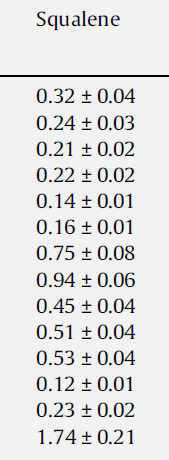 Squalene
0.32 ± 0.04
0.24 ± 0.03
0.21 ± 0.02
0.22 ± 0.02
0.14 ± 0.01
0.16 ± 0.01
0.75 ± 0.08
0.94 ± 0.06
0.45 ± 0.04
0.51 ± 0.04
0.53 ± 0.04
0.12 ± 0.01
0.23 ± 0.02
1.74 ± 0.21